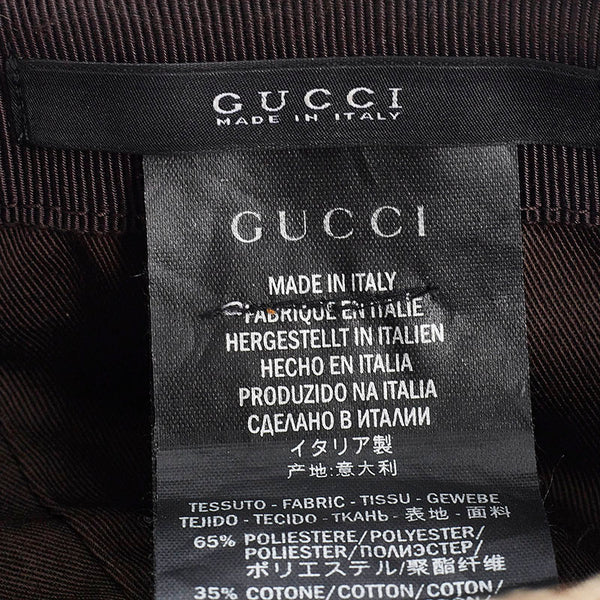 GUCCI
MADE IN ITALY
GUCCI
MADE IN ITALY
FABRIQUE EN ITALIE
HERGESTELLT IN ITALIEN
HECHO EN ITALIA
PRODUZIDO NA ITALIA
СДЕЛАНО В ИТАЛИИ
イタリア製
产地:意大利
TESSUTO - FABRIC - TISSU - GEWEBE
TEJIDO - TECIDO - ТКАНЬ - 表地 - 面料
65% POLIESTERE/POLYESTER/
POLIESTER/ПОЛИЭСТЕР/
ポリエステル/聚酯纤维
35% COTONE/COTTON/COTON/